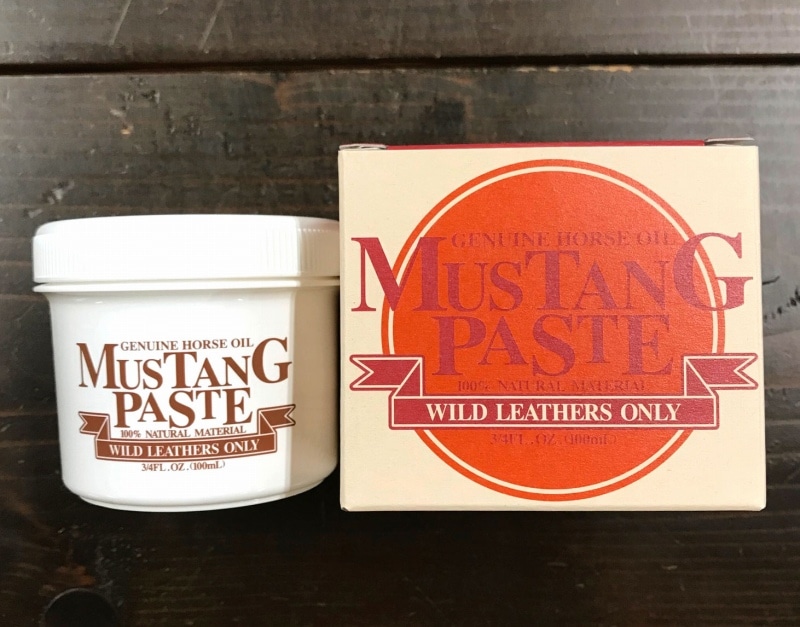 GENUINE HORSE OIL
MUSTANG
PASTE
100% NATURAL MATERIAL
WILD LEATHERS ONLY
3/4FL.OZ.(100mL)
GENUINE HORSE OIL
MUSTANG
PASTE
100% NATURAL MATERIAL
WILD LEATHERS ONLY
3/4FL.OZ.(100mL)